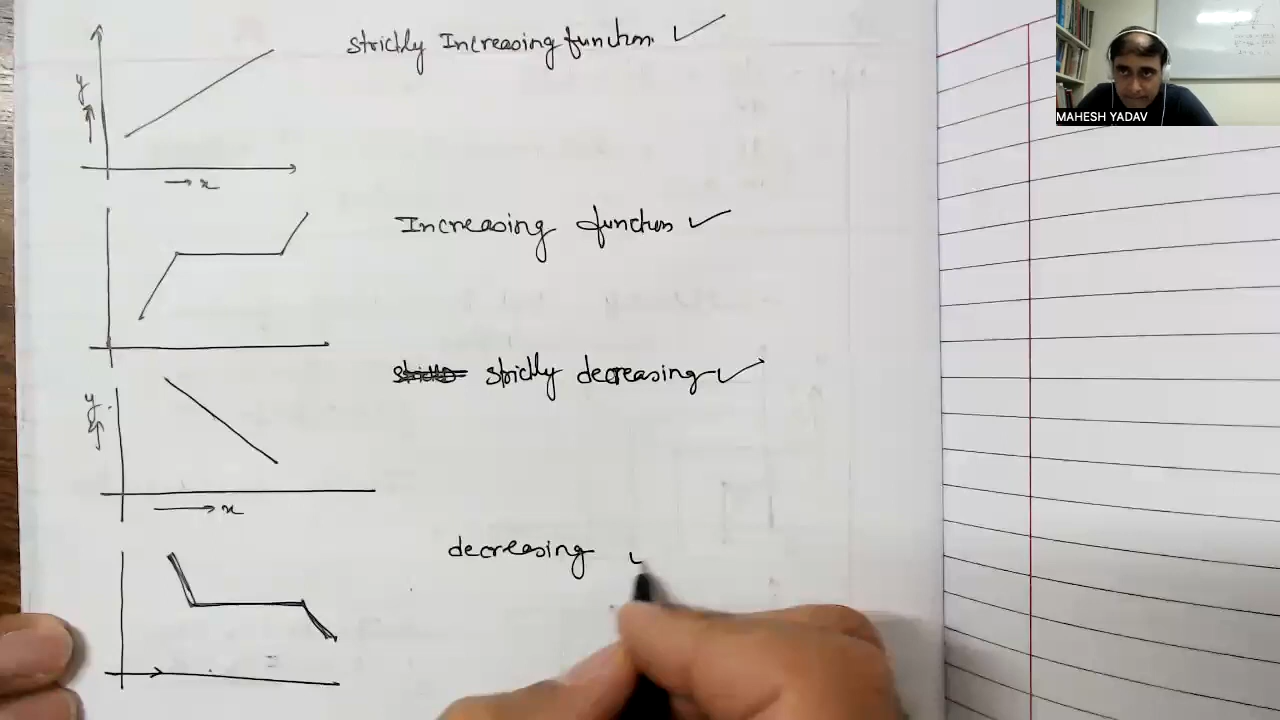 strictly Increasing function
y
x
Increasing function
strictly decreasing
y
x
decreasing
MAHESH YADAV